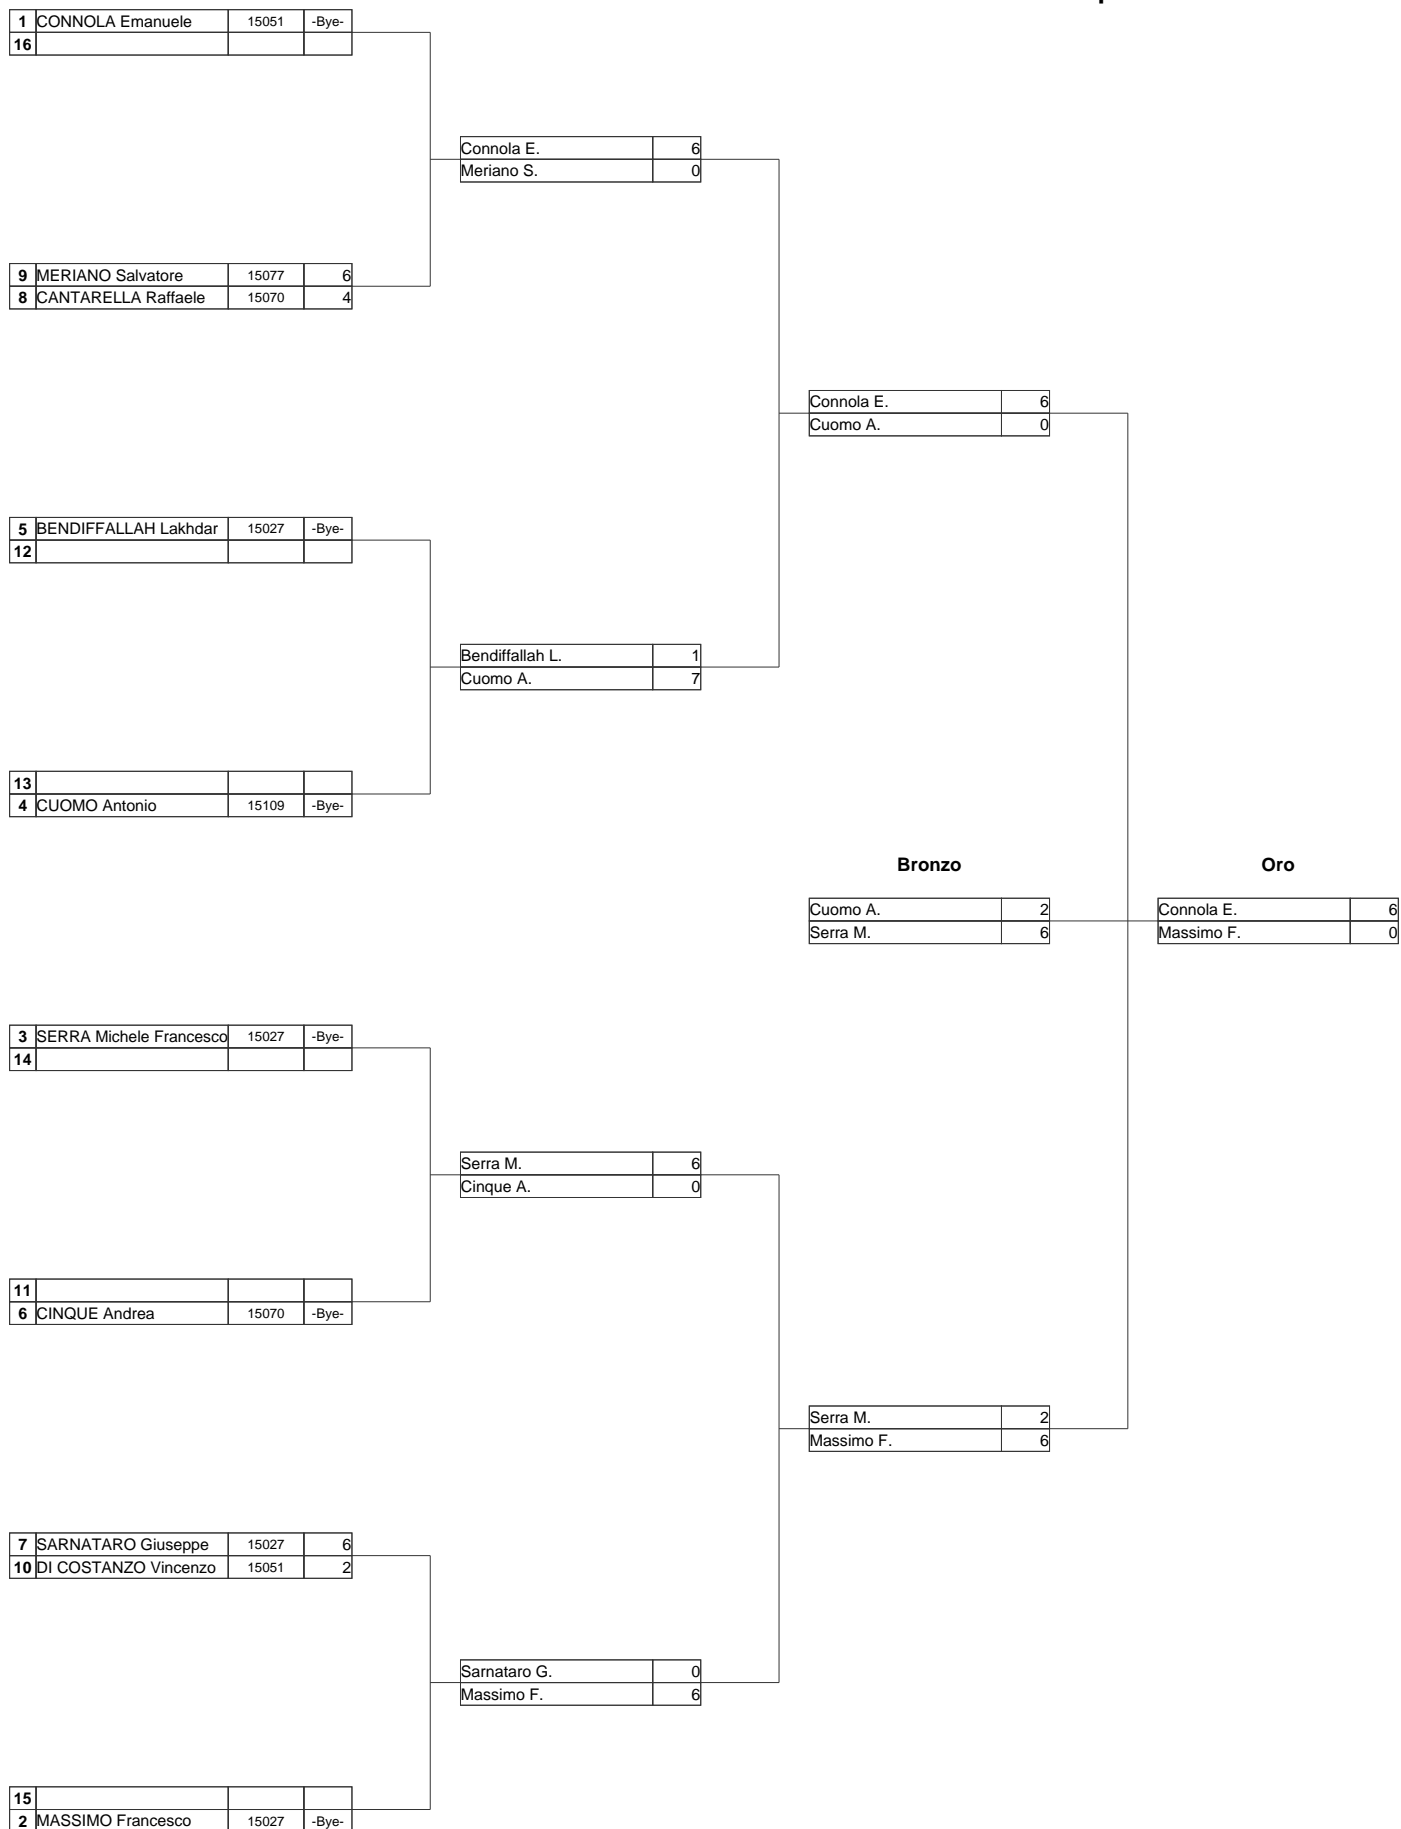 1 CONNOLA Emanuele 15051 -Bye-
16
Connola E. 6
Meriano S. 0
9 MERIANO Salvatore 15077 6
8 CANTARELLA Raffaele 15070 4
Connola E. 6
Cuomo A. 0
5 BENDIFFALLAH Lakhdar 15027 -Bye-
12
Bendiffallah L. 1
Cuomo A. 7
13
4 CUOMO Antonio 15109 -Bye-
Bronzo Oro
Cuomo A. 2 Connola E. 6
Serra M. 6 Massimo F. 0
3 SERRA Michele Francesco 15027 -Bye-
14
Serra M. 6
Cinque A. 0
11
6 CINQUE Andrea 15070 -Bye-
Serra M. 2
Massimo F. 6
7 SARNATARO Giuseppe 15027 6
10 DI COSTANZO Vincenzo 15051 2
Sarnataro G. 0
Massimo F. 6
15
2 MASSIMO Francesco 15027 -Bye-